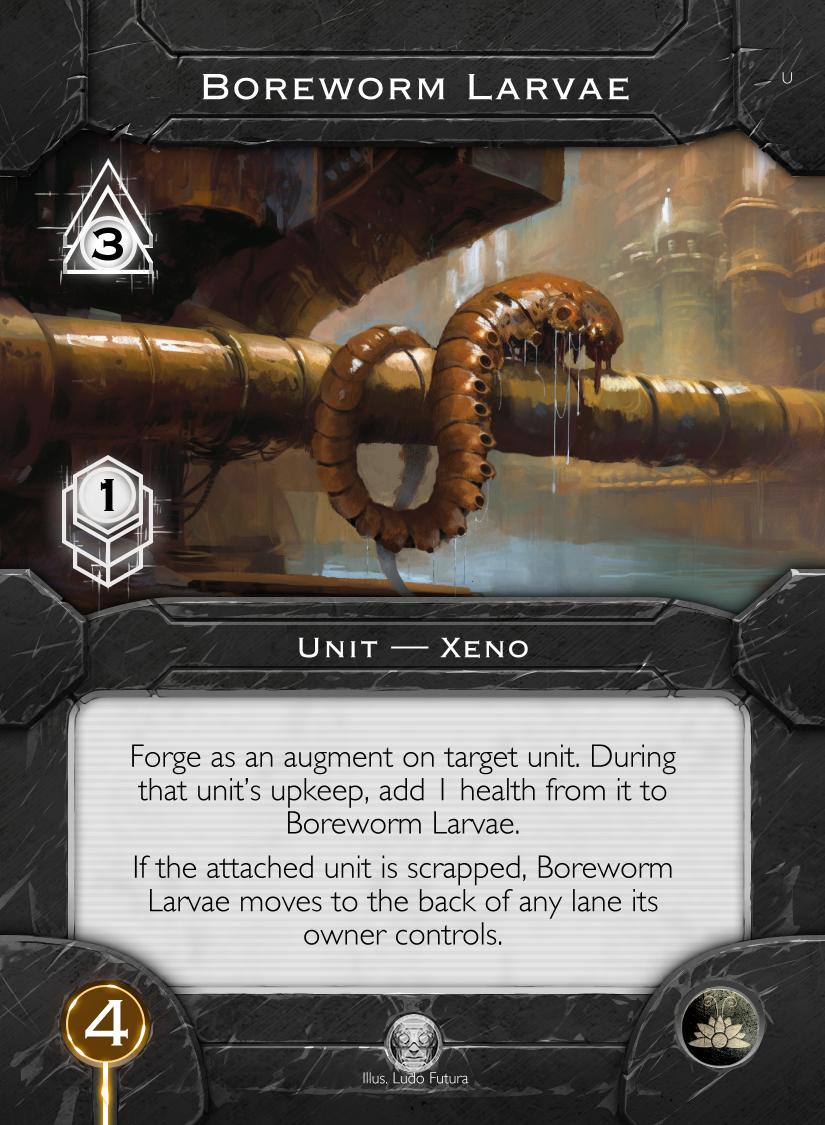 Boreworm Larvae
U
3
1
Unit — Xeno
Forge as an augment on target unit. During
that unit’s upkeep, add 1 health from it to
Boreworm Larvae.
If the attached unit is scrapped, Boreworm
Larvae moves to the back of any lane its
owner controls.
4
Illus. Ludo Futura